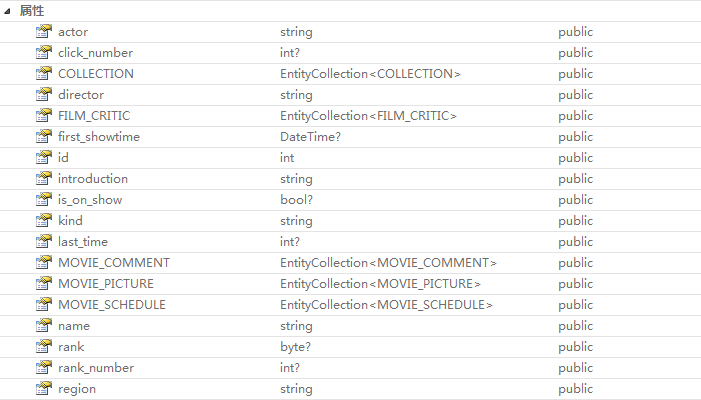 属性
actor string public
click_number int? public
COLLECTION EntityCollection<COLLECTION> public
director string public
FILM_CRITIC EntityCollection<FILM_CRITIC> public
first_showtime DateTime? public
id int public
introduction string public
is_on_show bool? public
kind string public
last_time int? public
MOVIE_COMMENT EntityCollection<MOVIE_COMMENT> public
MOVIE_PICTURE EntityCollection<MOVIE_PICTURE> public
MOVIE_SCHEDULE EntityCollection<MOVIE_SCHEDULE> public
name string public
rank byte? public
rank_number int? public
region string public